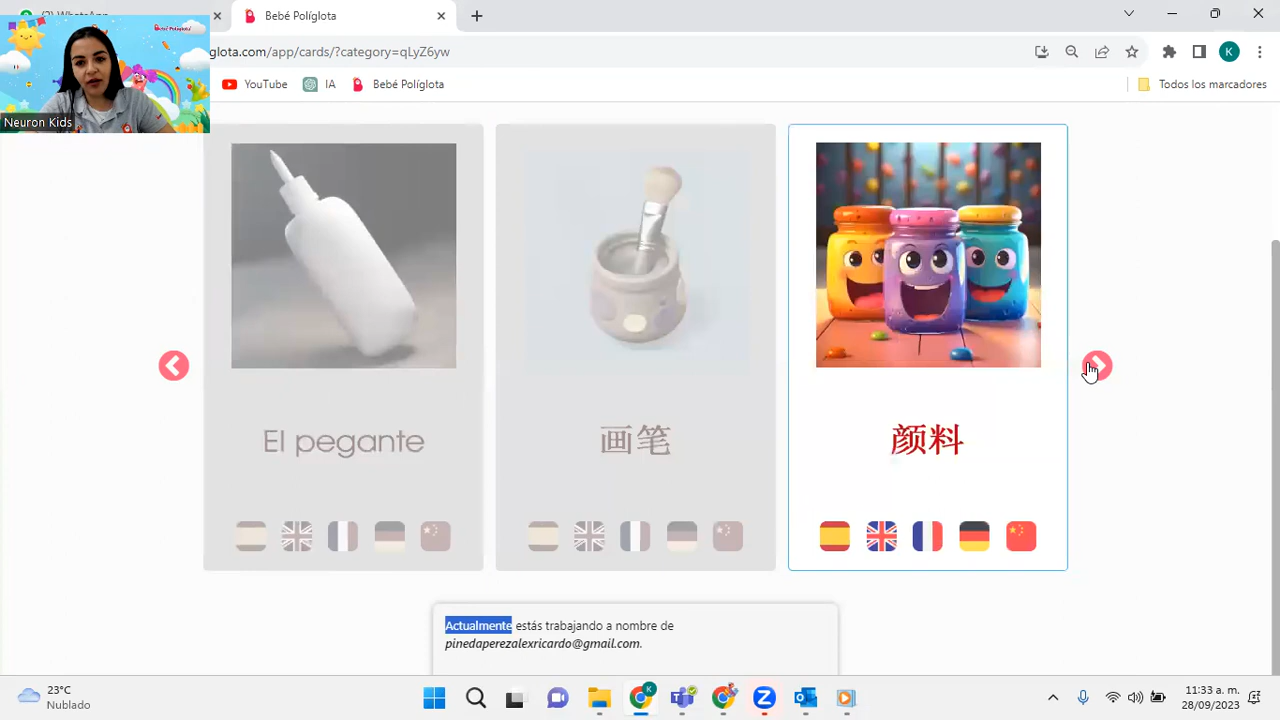 Bebé Políglota
glota.com/app/cards/?category=qLyZ6yw
YouTube
IA
Bebé Políglota
Todos los marcadores
K
Bebé Políglota
Neuron Kids
El pegante
画笔
颜料
Actualmente estás trabajando a nombre de
pinedaperezalexricardo@gmail.com.
23°C
Nublado
K
11:33 a. m.
28/09/2023